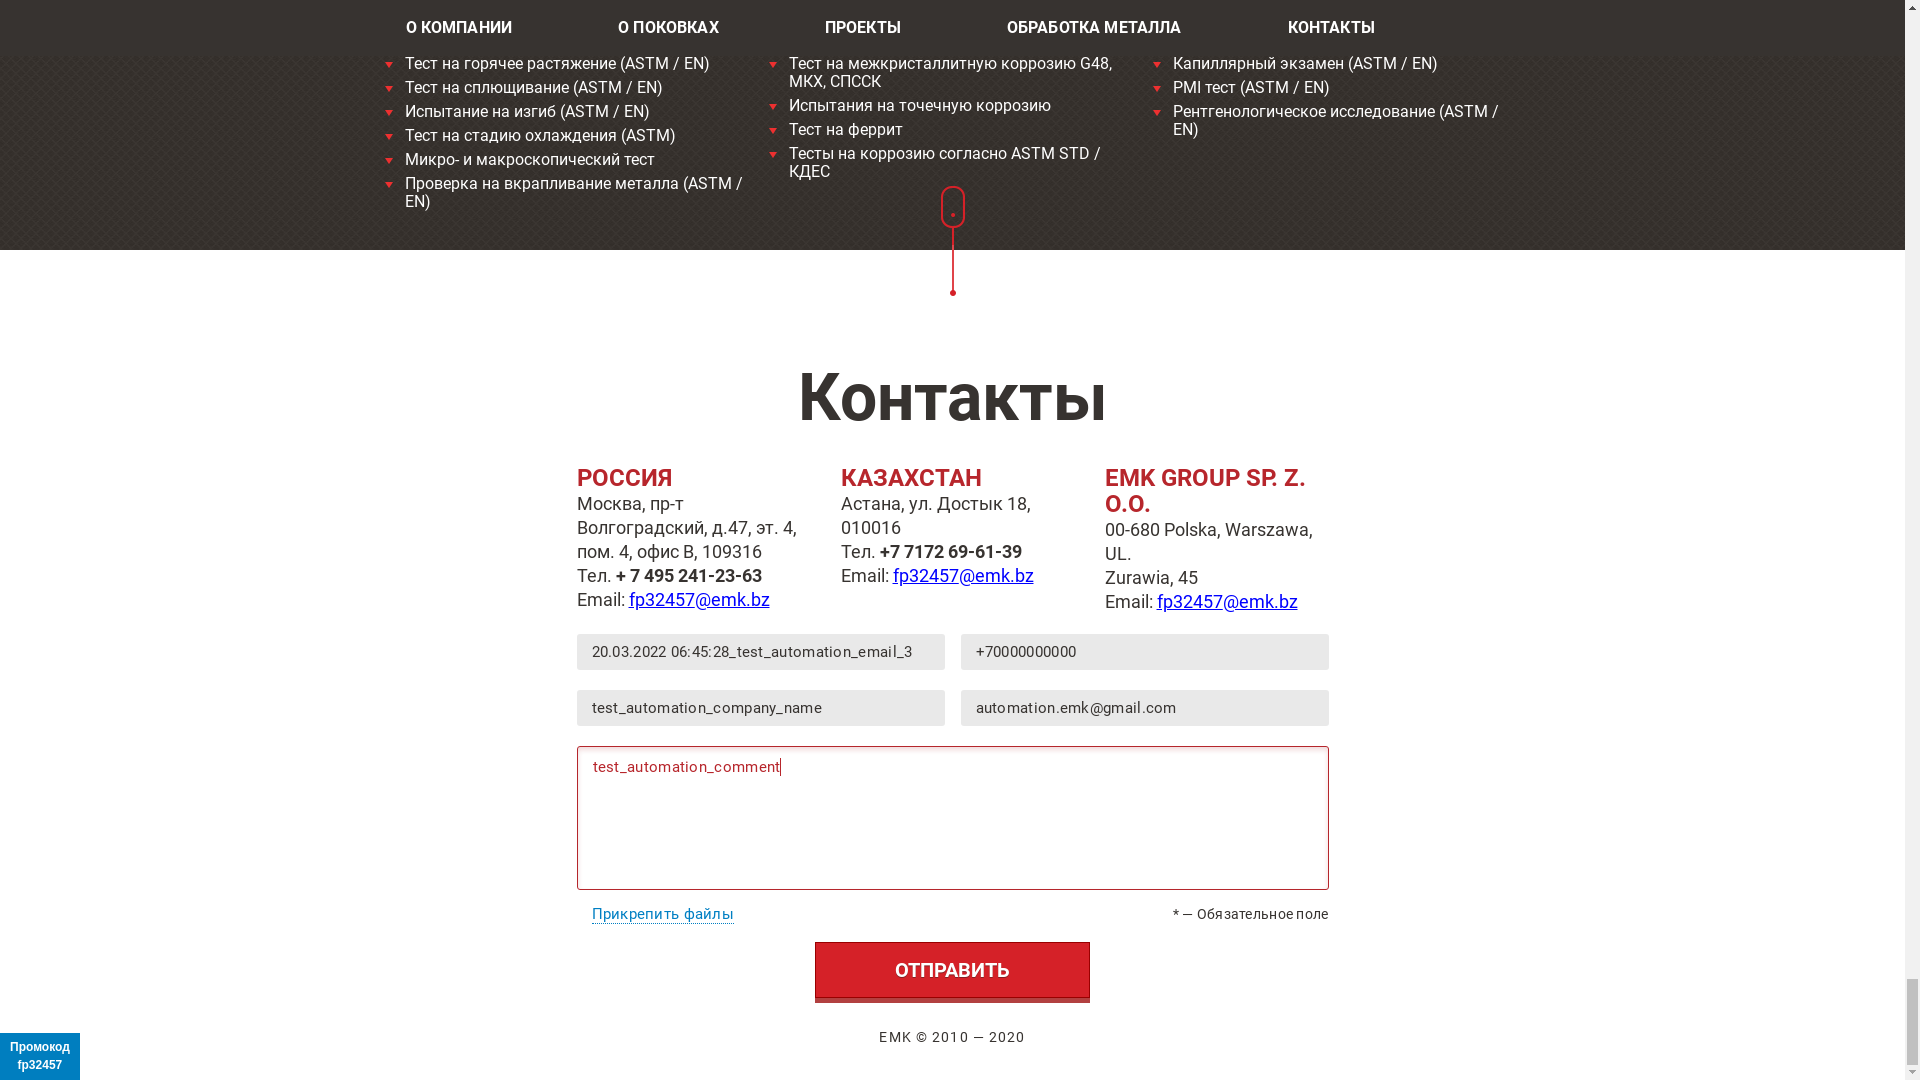 О КОМПАНИИ О ПОКОВКАХ ПРОЕКТЫ ОБРАБОТКА МЕТАЛЛА КОНТАКТЫ
Тест на горячее растяжение (ASTM / EN)
Тест на сплющивание (ASTM / EN)
Испытание на изгиб (ASTM / EN)
Тест на стадию охлаждения (ASTM)
Микро- и макроскопический тест
Проверка на вкрапливание металла (ASTM /
EN)
Тест на межкристаллитную коррозию G48,
МКХ, СПССК
Испытания на точечную коррозию
Тест на феррит
Тесты на коррозию согласно ASTM STD /
КДЕС
Капиллярный экзамен (ASTM / EN)
PMI тест (ASTM / EN)
Рентгенологическое исследование (ASTM /
EN)
Контакты
РОССИЯ
Москва, пр-т
Волгоградский, д.47, эт. 4,
пом. 4, офис В, 109316
Тел. + 7 495 241-23-63
Email: fp32457@emk.bz
КАЗАХСТАН
Астана, ул. Достык 18,
010016
Тел. +7 7172 69-61-39
Email: fp32457@emk.bz
EMK GROUP SP. Z.
O.O.
00-680 Polska, Warszawa,
UL.
Zurawia, 45
Email: fp32457@emk.bz
20.03.2022 06:45:28_test_automation_email_3
+70000000000
test_automation_company_name
automation.emk@gmail.com
test_automation_comment
Прикрепить файлы
* — Обязательное поле
ОТПРАВИТЬ
EMK © 2010 — 2020
Промокод
fp32457